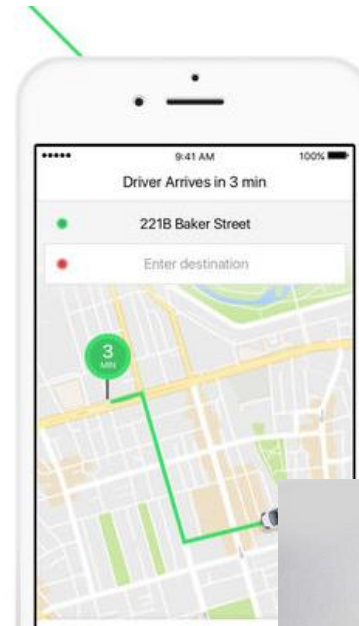 9:41 AM 100%
Driver Arrives in 3 min
221B Baker Street
Enter destination
3
MIN